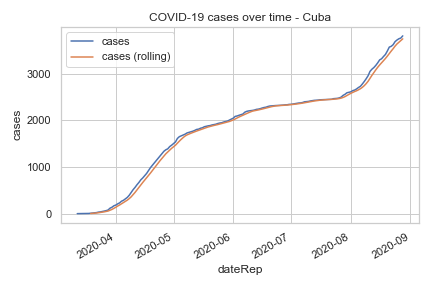 COVID-19 cases over time - Cuba
cases
cases (rolling)
cases
3000
2000
1000
0
2020-04
2020-05
2020-06
2020-07
2020-08
2020-09
dateRep